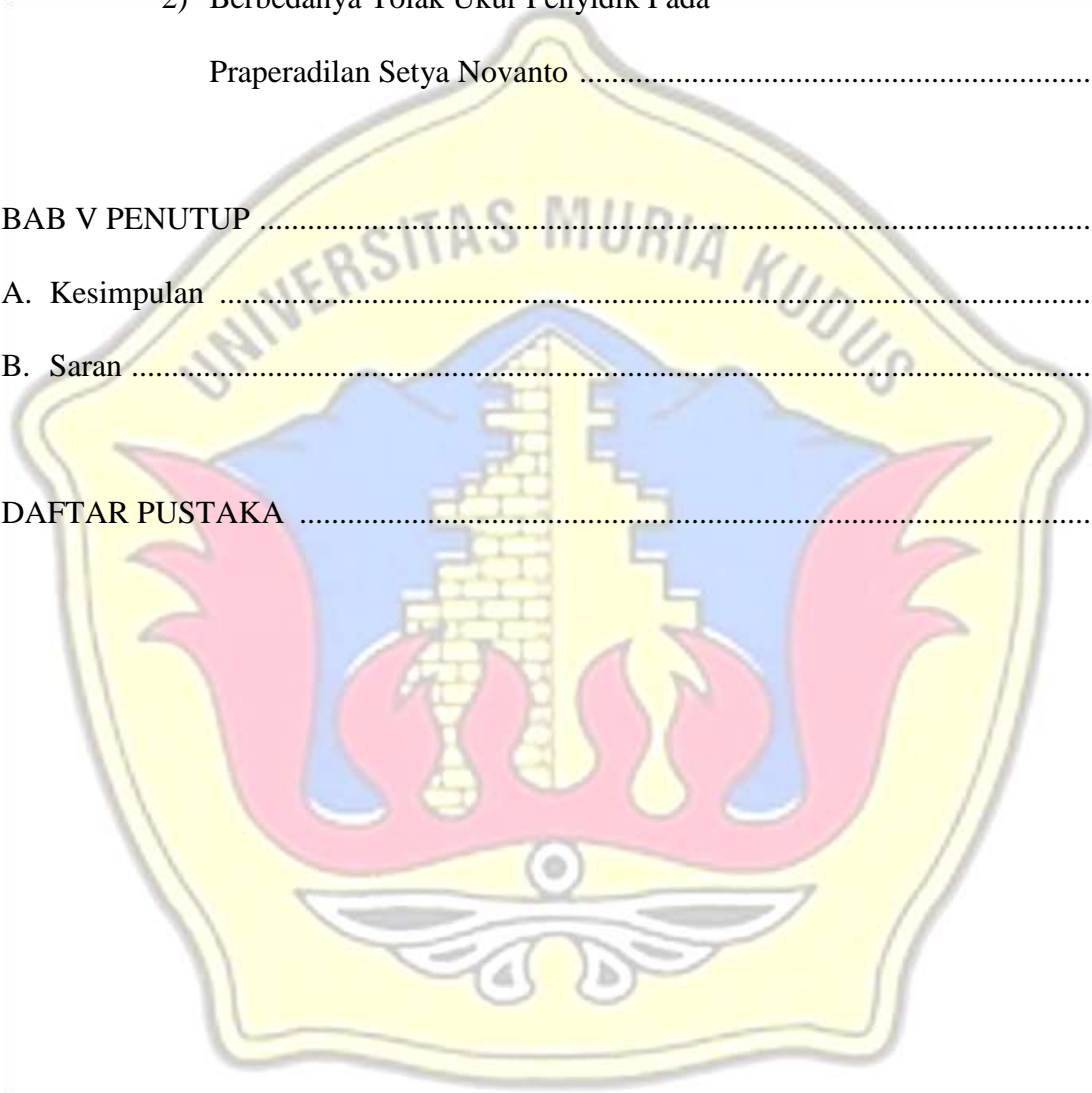 2) Berbedanya Tolak Ukur Penyidik Pada
Praperadilan Setya Novanto ................................................................
BAB V PENUTUP ........................................................................................................
A. Kesimpulan .............................................................................................................
B. Saran ........................................................................................................................
DAFTAR PUSTAKA ...................................................................................................
UNIVERSITAS MURIA KUDUS